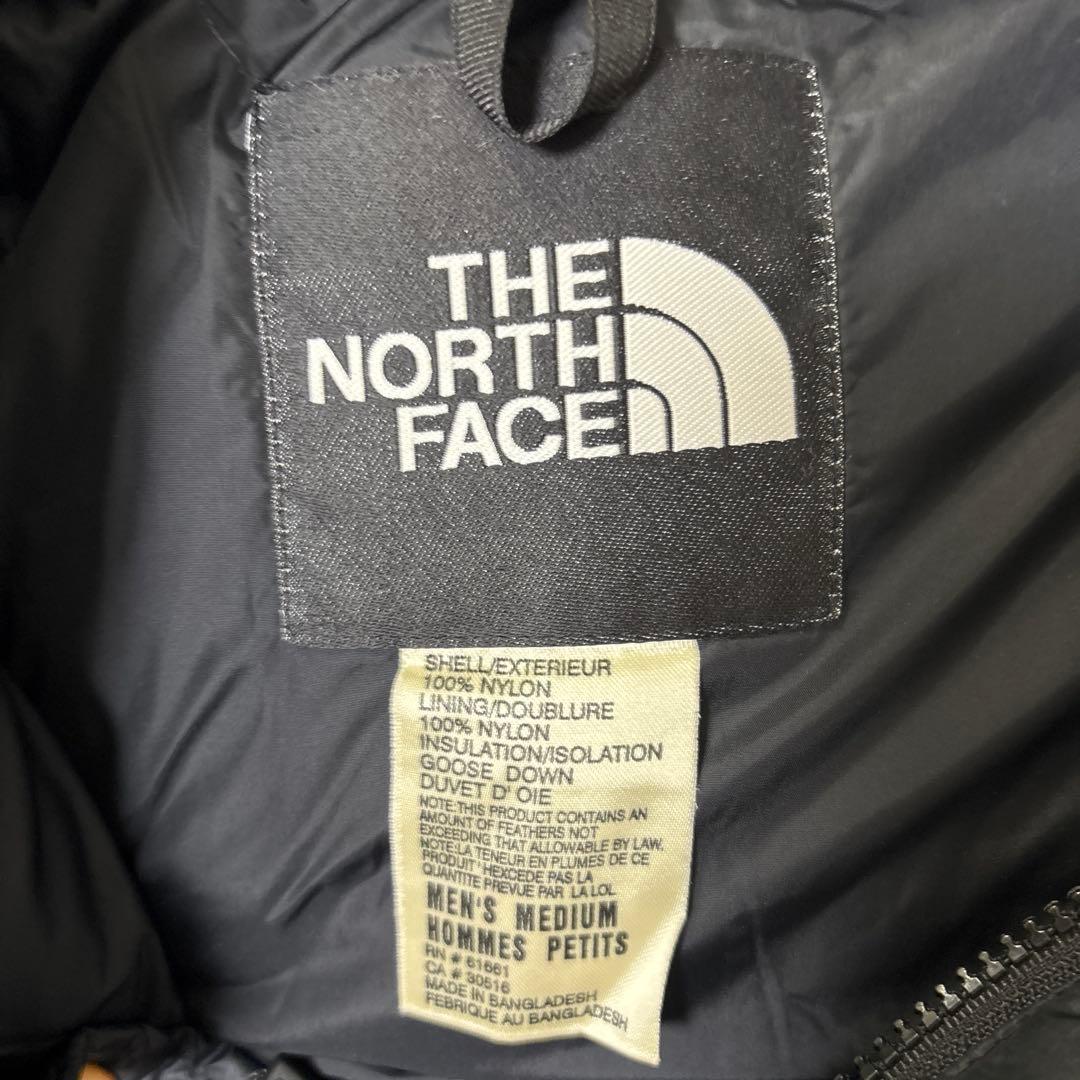 THE
NORTH
FACE
SHELL/EXTERIEUR
100% NYLON
LINING/DOUBLURE
100% NYLON
INSULATION/ISOLATION
GOOSE DOWN
DUVET D' OIE
NOTE:THIS PRODUCT CONTAINS AN
AMOUNT OF FEATHERS NOT
EXCEEDING THAT ALLOWABLE BY LAW.
NOTE:LA TENEUR EN PLUMES DE CE
PRODUIT 'HEXCEDE PAS LA
QUANTITE PREVUE PAR LA LOL
MEN'S MEDIUM
HOMMES PETITS
RN # 61661
CA # 30516
MADE IN BANGLADESH
FEBRIQUE AU BANGLADESH